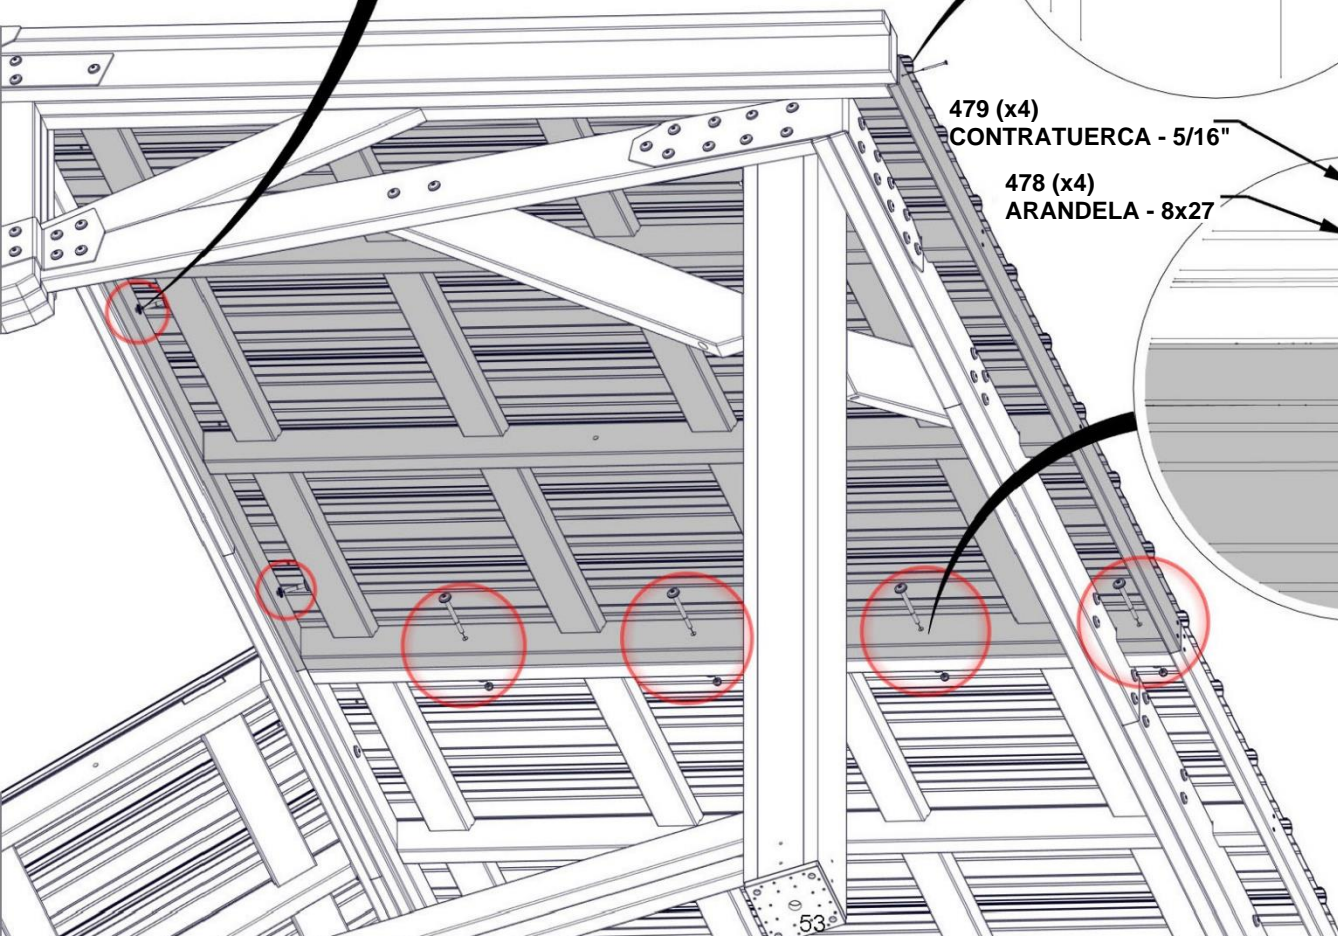 479 (x4)
CONTRATUERCA - 5/16"
478 (x4)
ARANDELA - 8x27
53